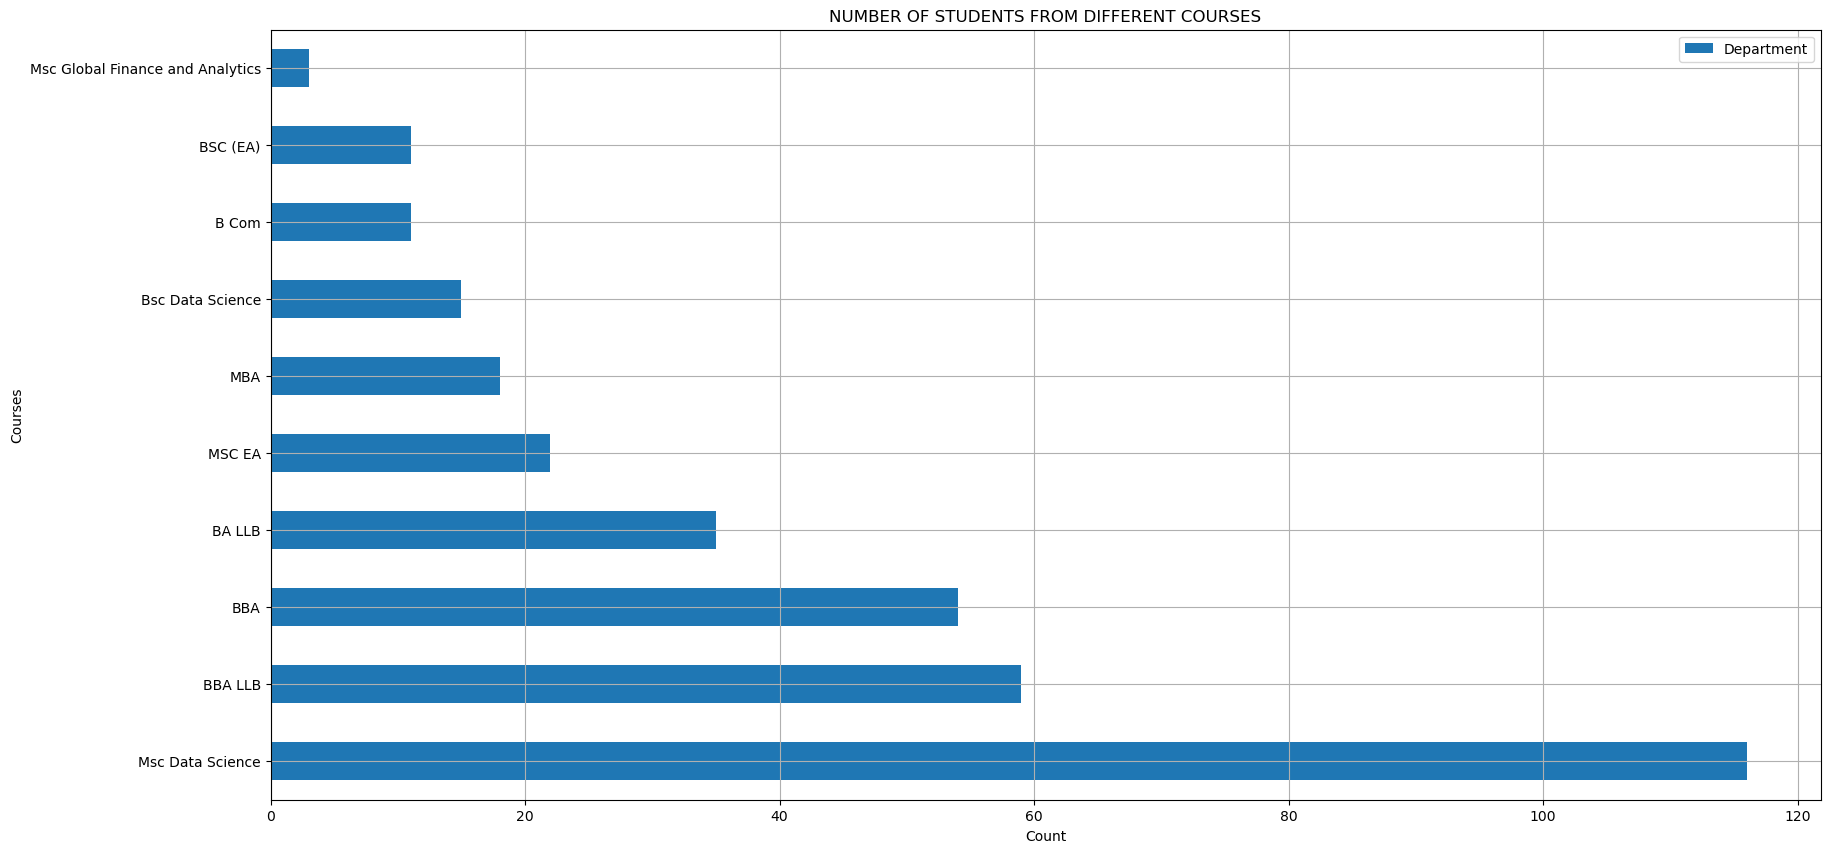 NUMBER OF STUDENTS FROM DIFFERENT COURSES
Department
Msc Global Finance and Analytics
BSC (EA)
B Com
Bsc Data Science
MBA
MSC EA
BA LLB
BBA
BBA LLB
Msc Data Science
Courses
0 20 40 60 80 100 120
Count